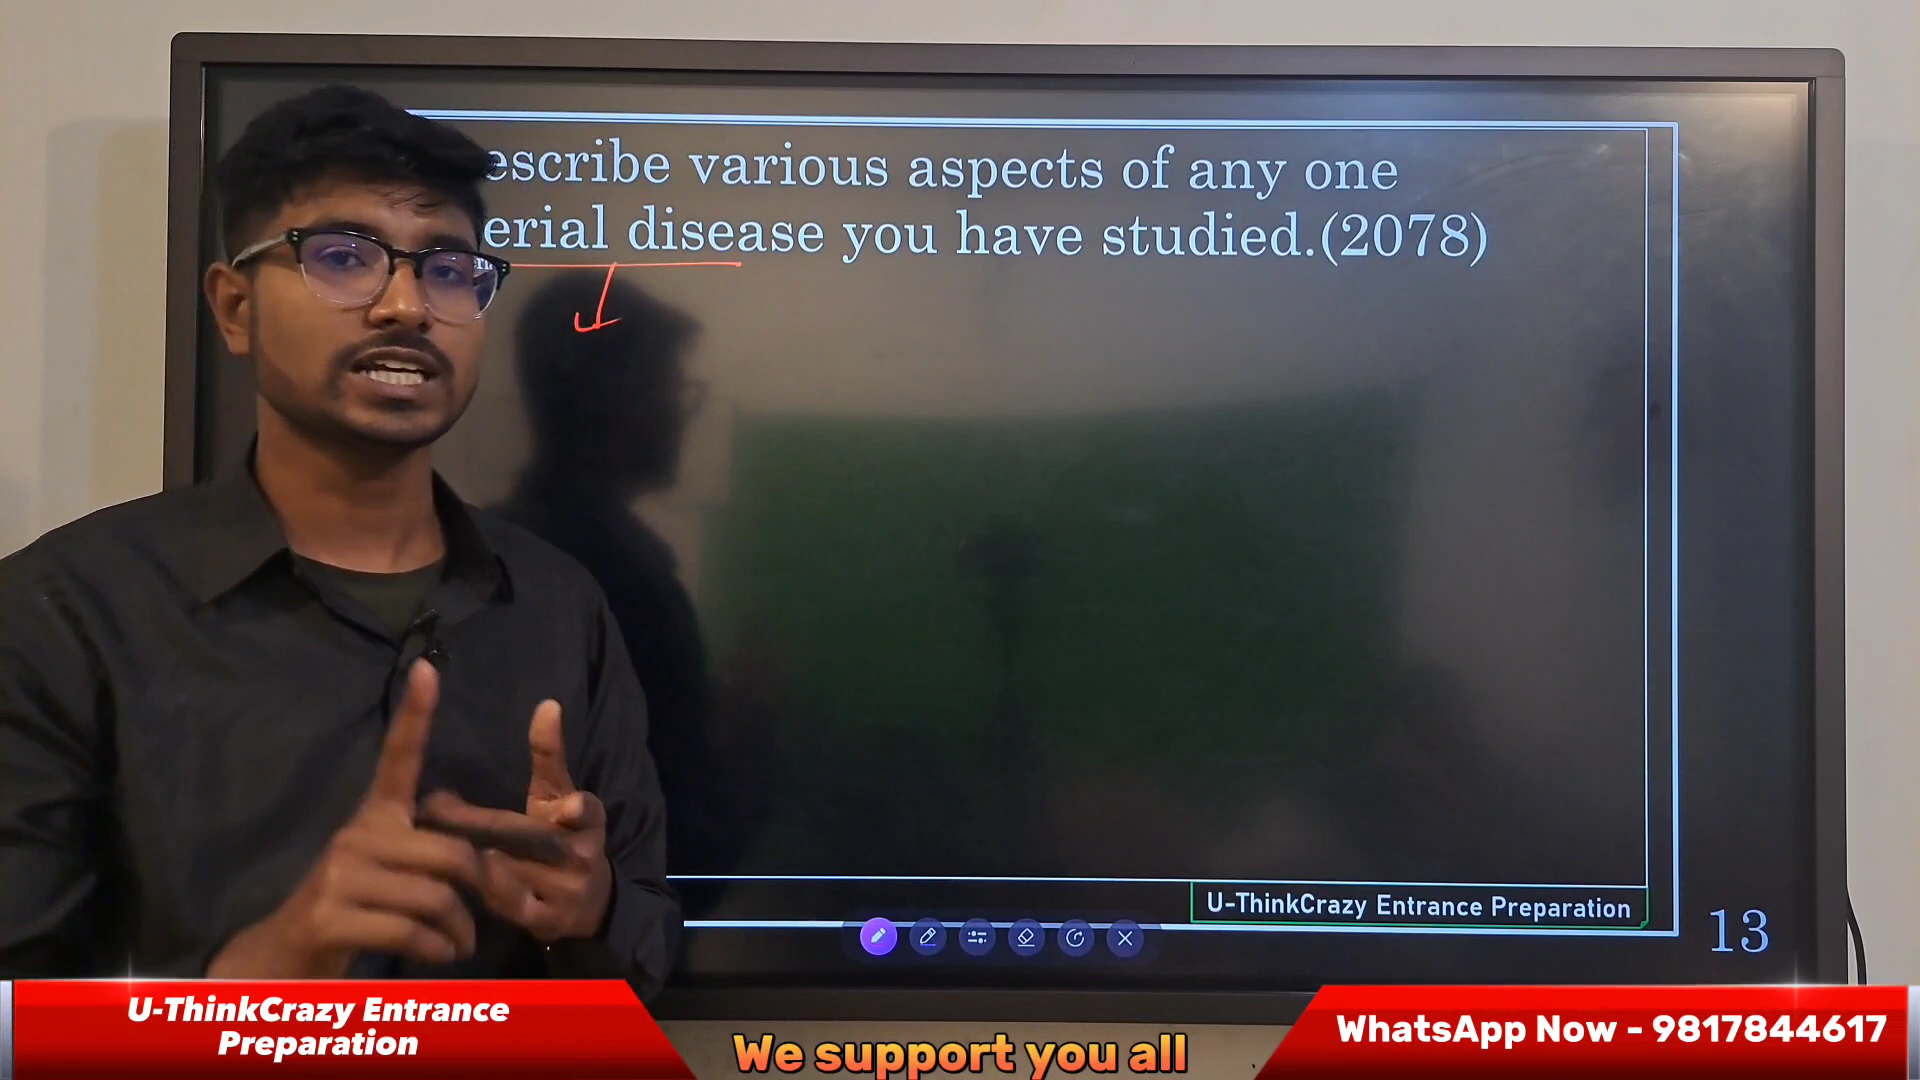 escribe various aspects of any one
erial disease you have studied.(2078)
U-ThinkCrazy Entrance Preparation
13
U-ThinkCrazy Entrance
Preparation
WhatsApp Now - 9817844617
We support you all